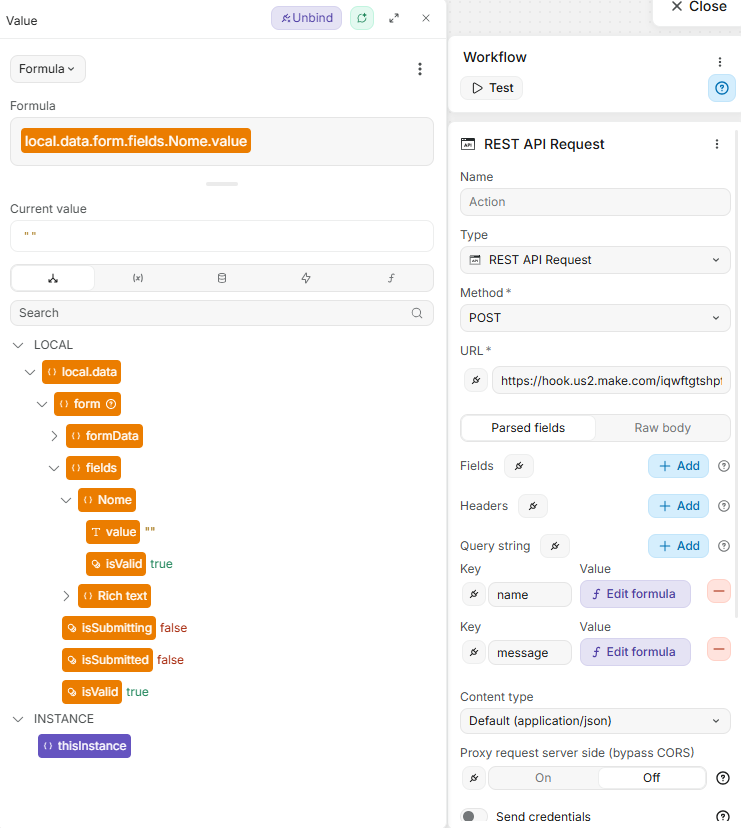 Value
Unbind
Formula
Formula
local.data.form.fields.Nome.value
Current value
""
(x)
f
Search
LOCAL
local.data
form
formData
fields
Nome
value ""
isValid true
Rich text
isSubmitting false
isSubmitted false
isValid true
INSTANCE
thisInstance
Close
Workflow
Test
REST API Request
Name
Action
Type
REST API Request
Method *
POST
URL *
https://hook.us2.make.com/iqwftgtshpf
Parsed fields Raw body
Fields Add
Headers Add
Query string Add
Key Value
name Edit formula
Key Value
message Edit formula
Content type
Default (application/json)
Proxy request server side (bypass CORS)
On Off
Send credentials